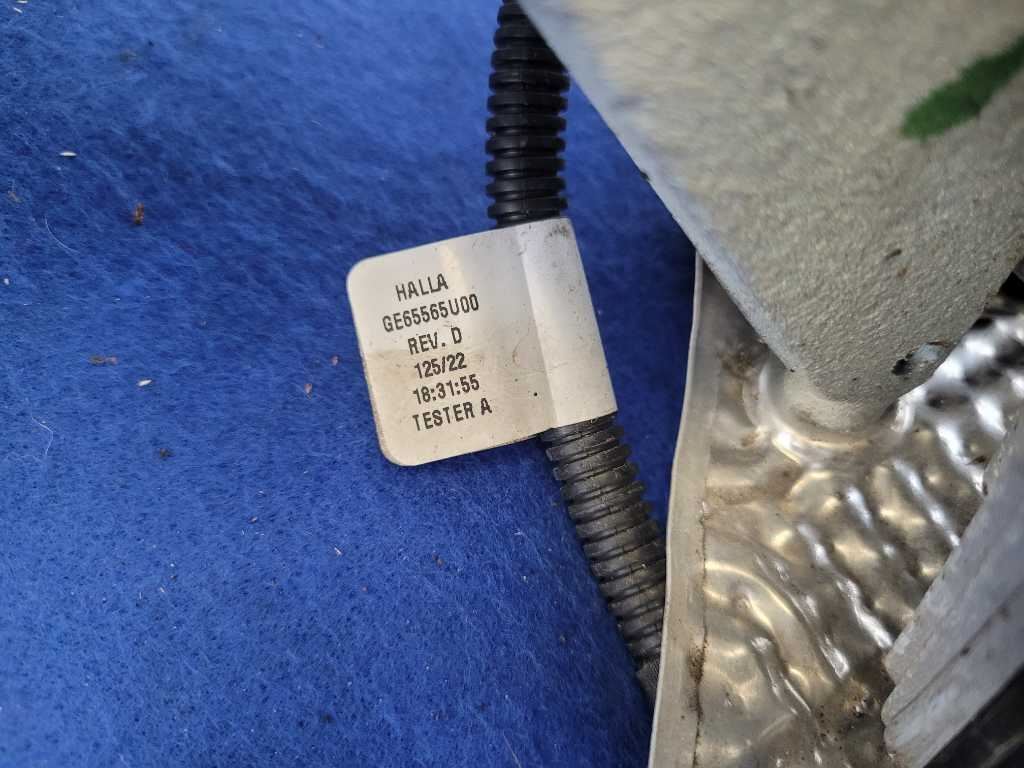 HALLA
GE65565U00
REV. D
125/22
18:31:55
TESTER A